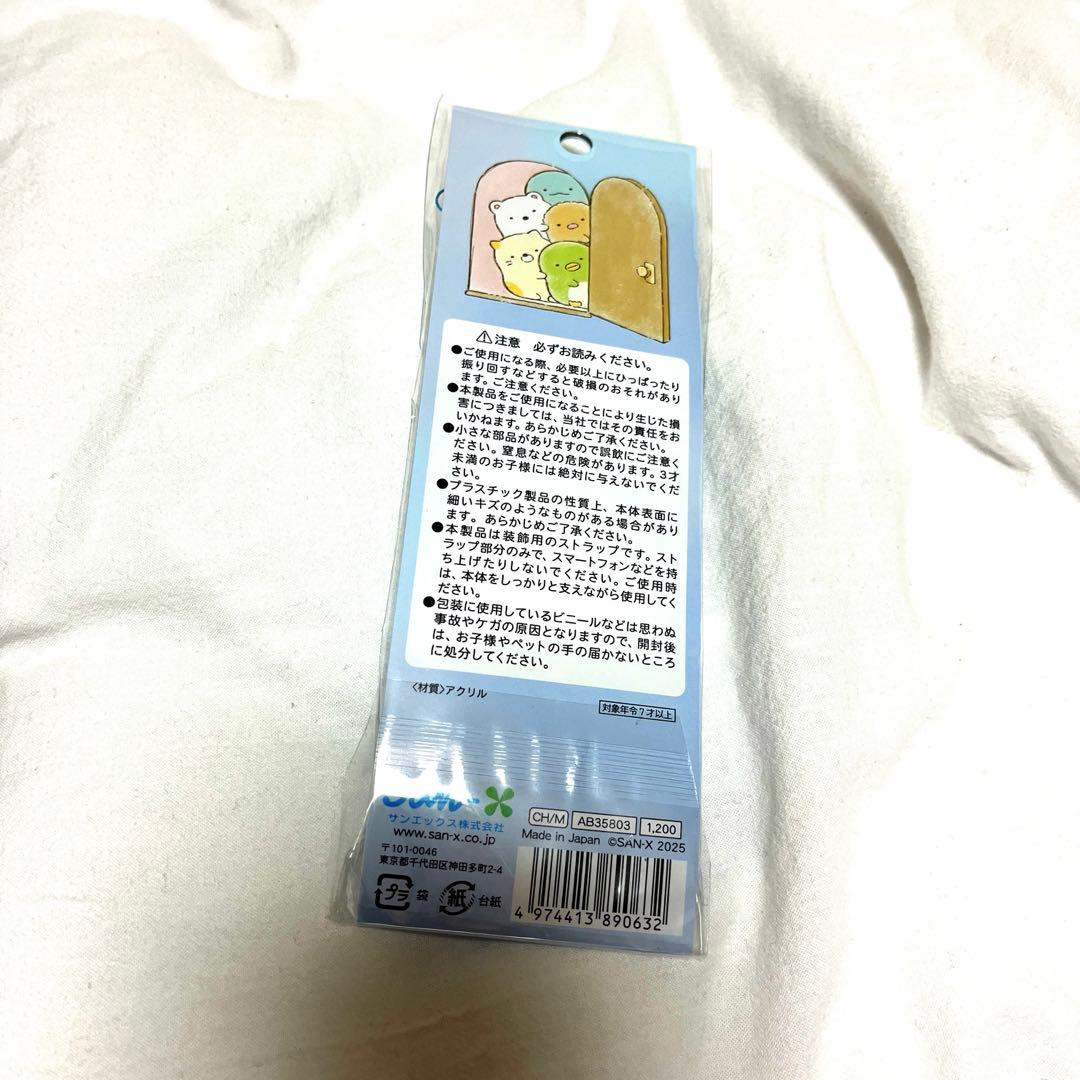 ⚠注意 必ずお読みください。
●ご使用になる際、必要以上にひっぱったり
振り回すなどすると破損のおそれがあり
ます。ご注意ください。
●本製品をご使用になることにより生じた損
害につきましては、当社ではその責任をお
いかねます。あらかじめご了承ください。
●小さな部品がありますので誤飲にご注意く
ださい。窒息などの危険があります。3才
未満のお子様には絶対に与えないでくだ
さい。
●プラスチック製品の性質上、本体表面に
細いキズのようなものがある場合があり
ます。あらかじめご了承ください。
●本製品は装飾用のストラップです。スト
ラップ部分のみで、スマートフォンなどを持
ち上げたりしないでください。ご使用時
は、本体をしっかりと支えながら使用してく
ださい。
●包装に使用しているビニールなどは思わぬ
事故やケガの原因となりますので、開封後
は、お子様やペットの手の届かないところ
に処分してください。
〈材質〉アクリル
対象年令7才以上
San-X
サンエックス株式会社
www.san-x.co.jp
〒101-0046
東京都千代田区神田多町2-4
プラ 袋 紙 台紙
CH/M AB35803 1,200
Made in Japan ©SAN-X 2025
4 974413 890632